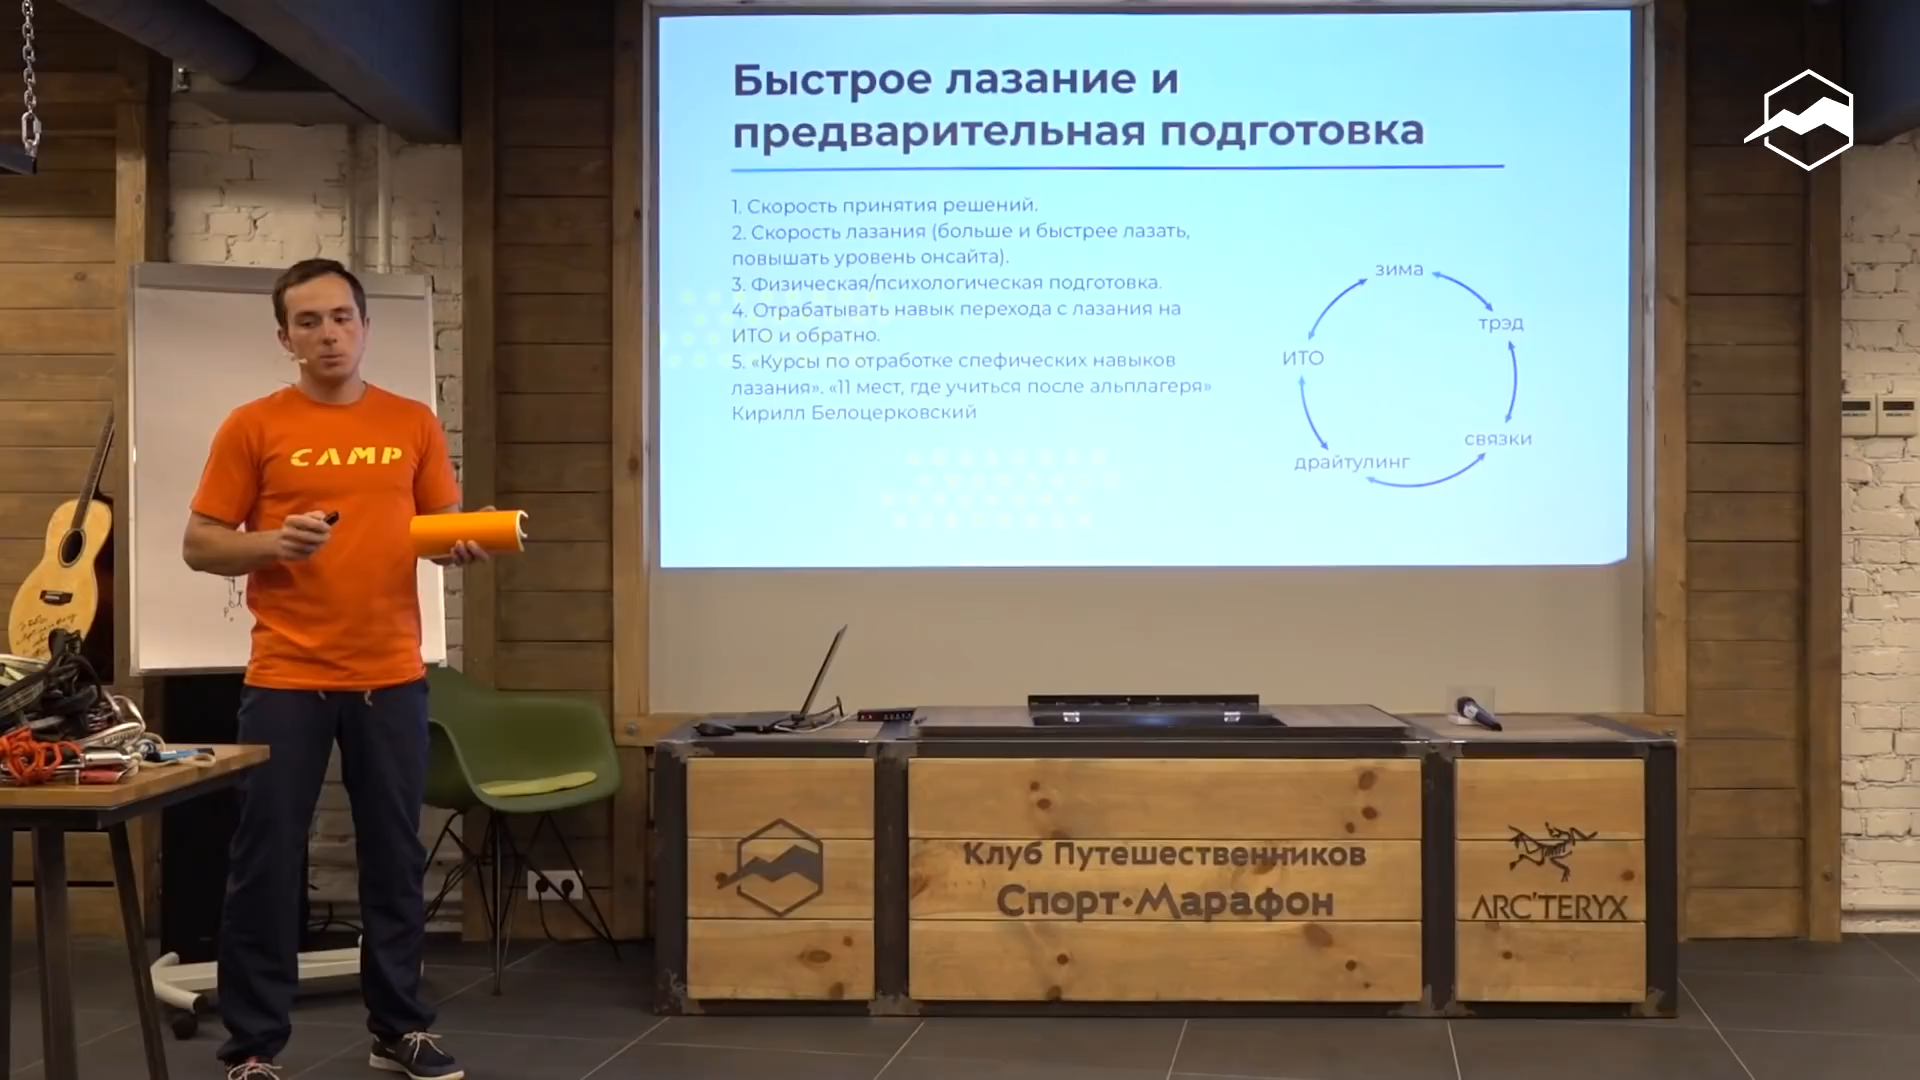 Быстрое лазание и
предварительная подготовка
1. Скорость принятия решений.
2. Скорость лазания (больше и быстрее лазать,
повышать уровень онсайта).
3. Физическая/психологическая подготовка.
4. Отрабатывать навык перехода с лазания на
ИТО и обратно.
5. «Курсы по отработке спефических навыков
лазания». «11 мест, где учиться после альплагеря»
Кирилл Белоцерковский
зима
трэд
ИТО
связки
драйтулинг
CAMP
Клуб Путешественников
Спорт•Марафон
ARC'TERYX